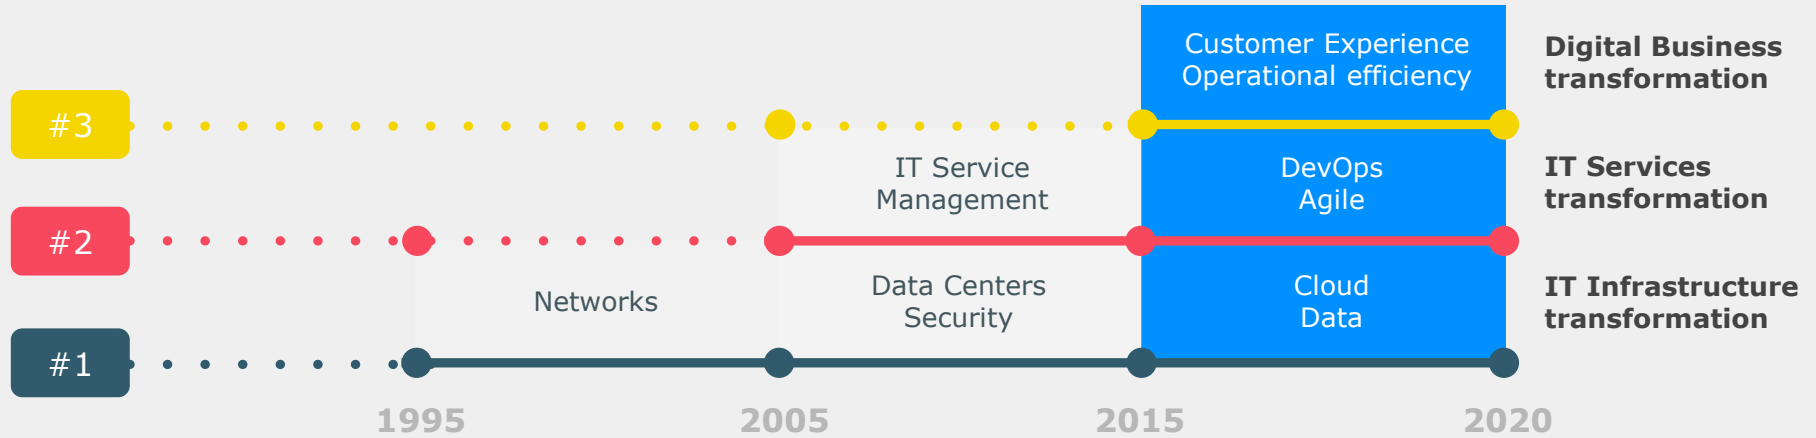 Customer Experience
Operational efficiency
Digital Business
transformation
#3
IT Service
Management
DevOps
Agile
IT Services
transformation
#2
Networks
Data Centers
Security
Cloud
Data
IT Infrastructure
transformation
#1
1995
2005
2015
2020